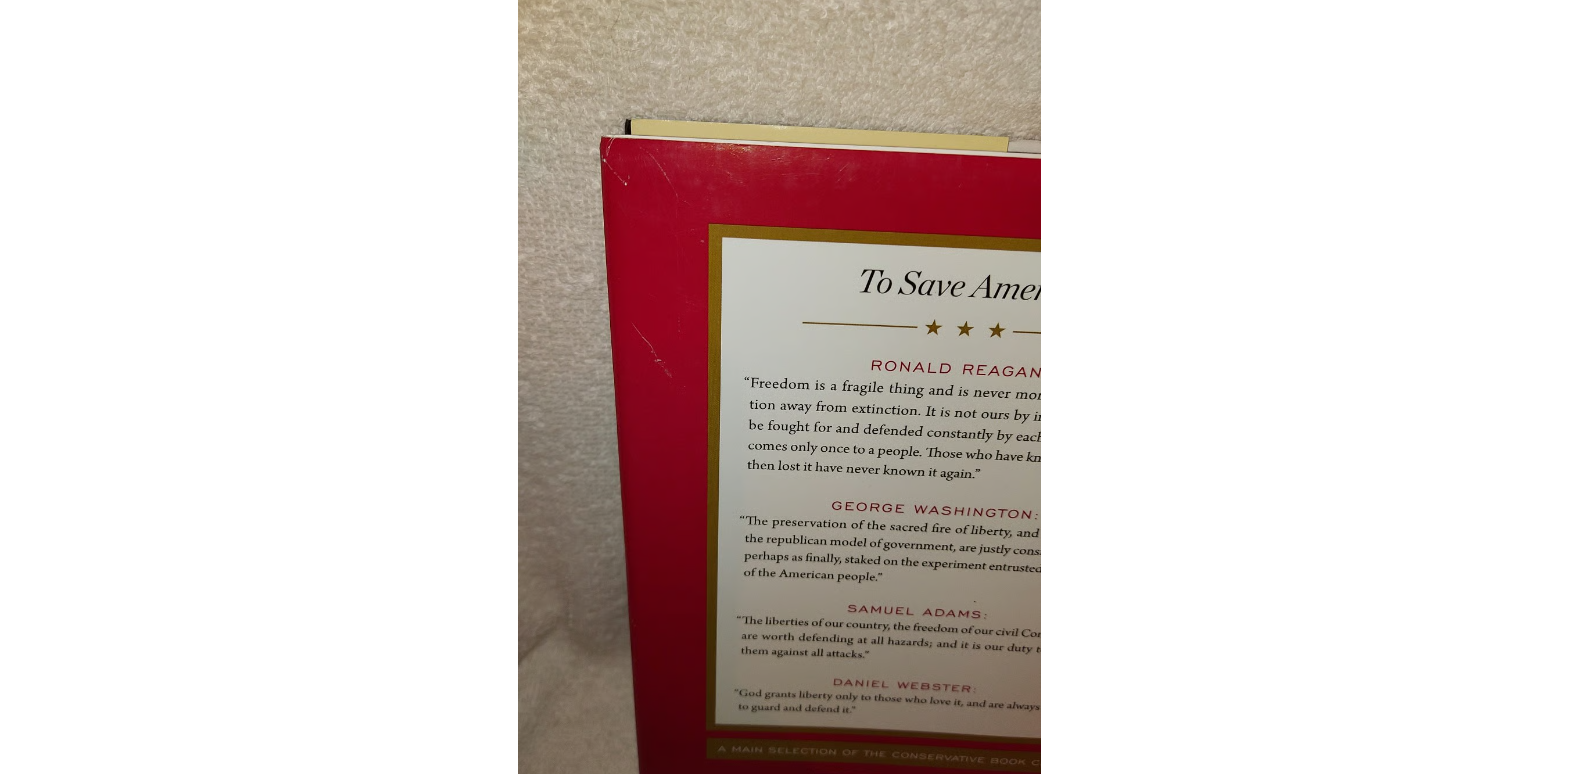 To Save Amer
RONALD REAGAN
“Freedom is a fragile thing and is never mor
tion away from extinction. It is not ours by in
be fought for and defended constantly by each
comes only once to a people. Those who have kn
then lost it have never known it again.”
GEORGE WASHINGTON:
“The preservation of the sacred fire of liberty, and
the republican model of government, are justly cons
perhaps as finally, staked on the experiment entrusted
of the American people.”
SAMUEL ADAMS:
“The liberties of our country, the freedom of our civil Con
are worth defending at all hazards; and it is our duty t
them against all attacks.”
DANIEL WEBSTER:
“God grants liberty only to those who love it, and are always
to guard and defend it.”
A MAIN SELECTION OF THE CONSERVATIVE BOOK C